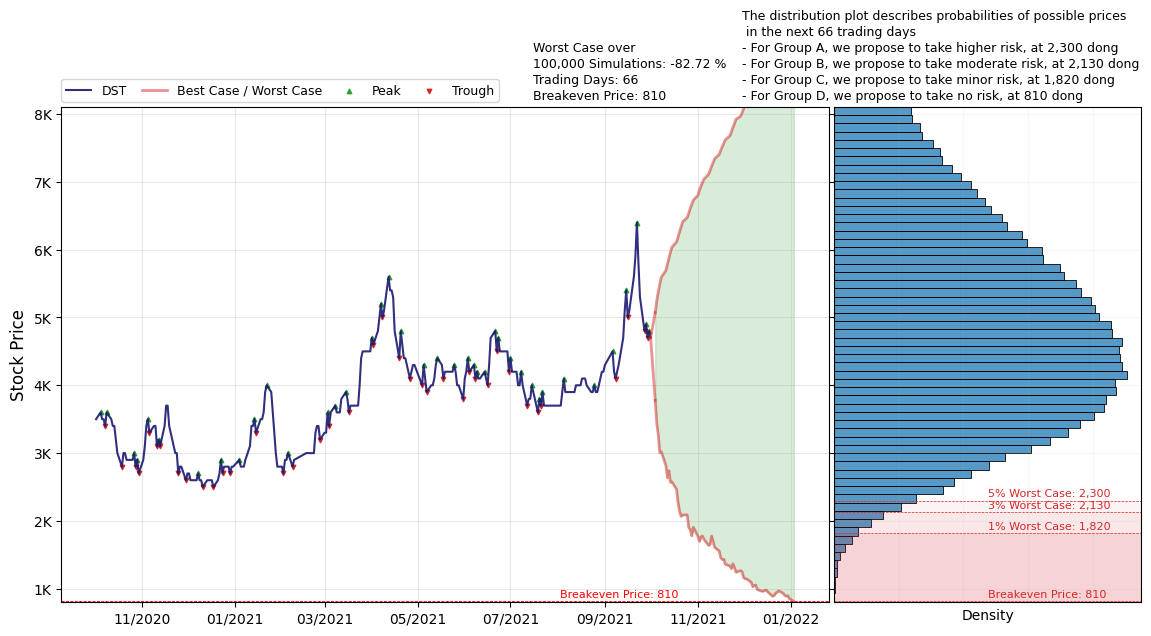 The distribution plot describes probabilities of possible prices
in the next 66 trading days
- For Group A, we propose to take higher risk, at 2,300 dong
- For Group B, we propose to take moderate risk, at 2,130 dong
- For Group C, we propose to take minor risk, at 1,820 dong
- For Group D, we propose to take no risk, at 810 dong
Worst Case over
100,000 Simulations: -82.72 %
Trading Days: 66
Breakeven Price: 810
DST
Best Case / Worst Case
Peak
Trough
Stock Price
8K
7K
6K
5K
4K
3K
2K
1K
Breakeven Price: 810
11/2020
01/2021
03/2021
05/2021
07/2021
09/2021
11/2021
01/2022
5% Worst Case: 2,300
3% Worst Case: 2,130
1% Worst Case: 1,820
Breakeven Price: 810
Density